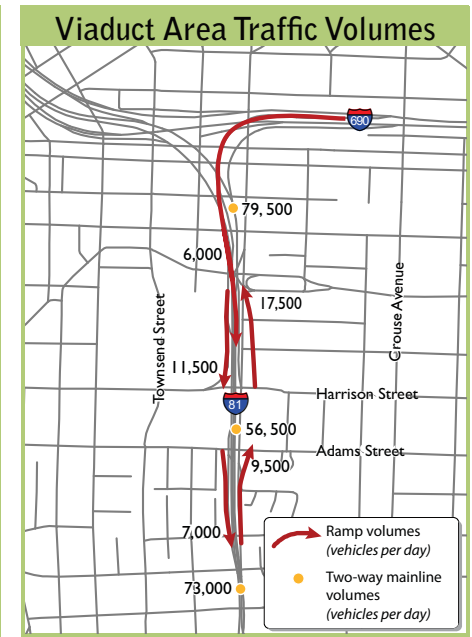 Viaduct Area Traffic Volumes
690
79,500
6,000
17,500
Crouse Avenue
Townsend Street
11,500
Harrison Street
81
56,500
Adams Street
9,500
7,000
Ramp volumes
(vehicles per day)
Two-way mainline
volumes
(vehicles per day)
73,000